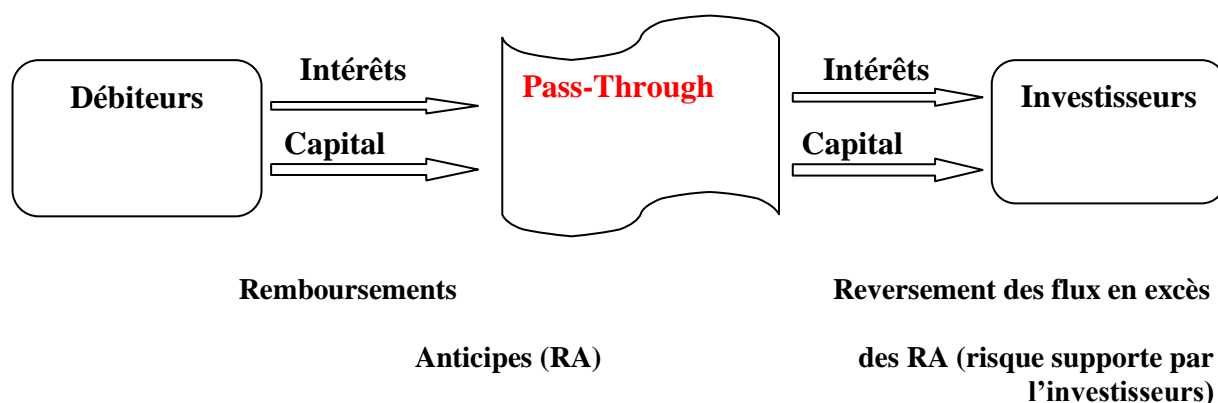 Débiteurs
Intérêts
Capital
Pass-Through
Intérêts
Capital
Investisseurs
Remboursements
Anticipes (RA)
Reversement des flux en excès
des RA (risque supporte par
l’investisseurs)